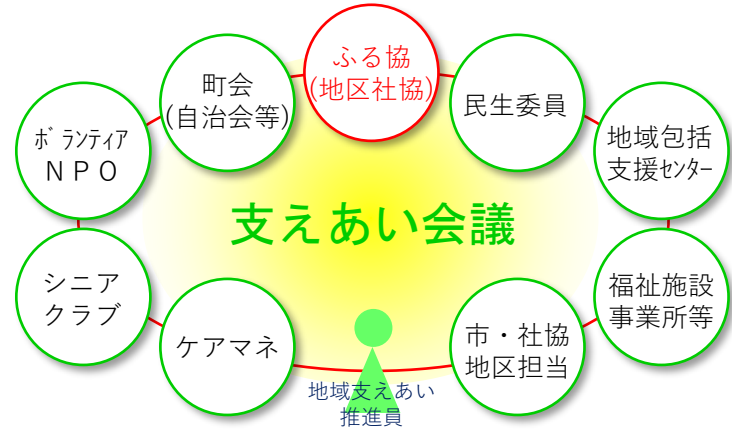 ふる協
(地区社協)
町会
(自治会等)
民生委員
ボランティア
ＮＰＯ
地域包括
支援センター
支えあい会議
シニア
クラブ
福祉施設
事業所等
ケアマネ
市・社協
地区担当
地域支えあい
推進員